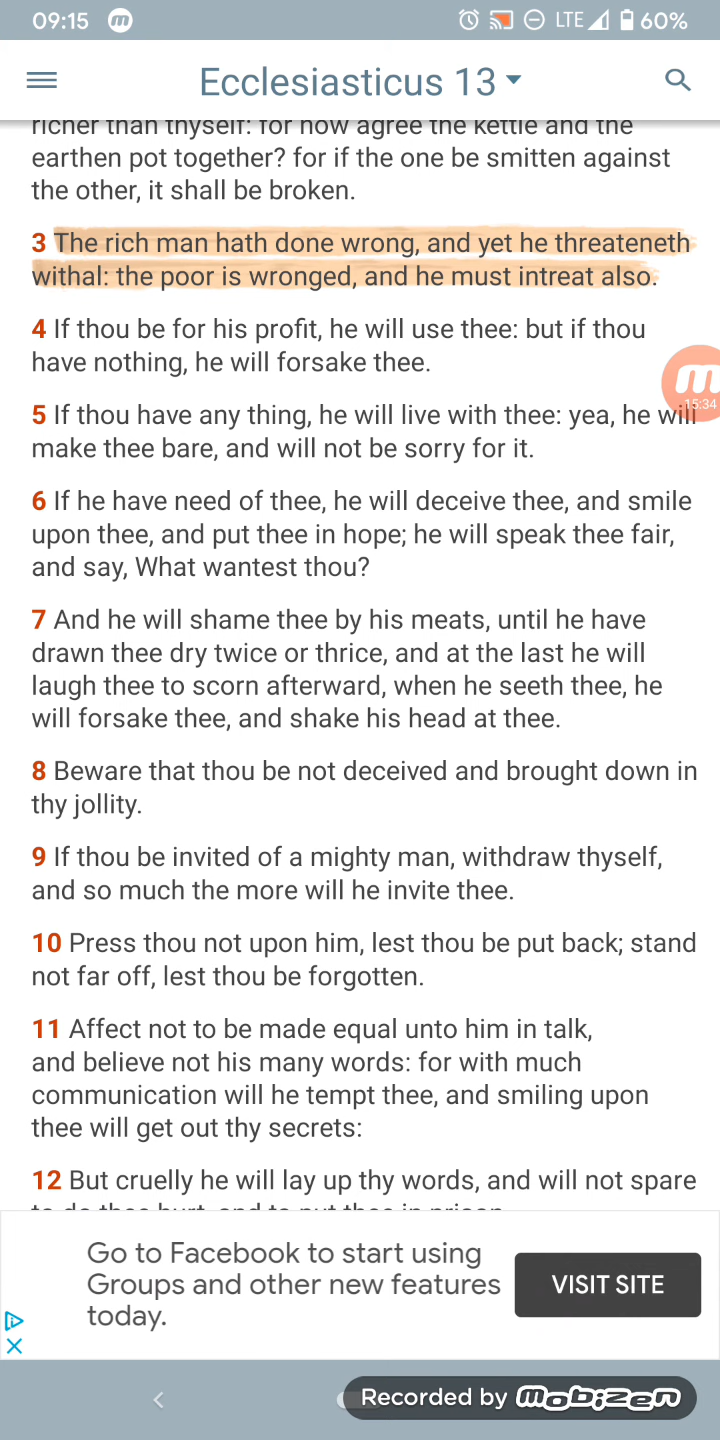 09:15 m LTE 60%
Ecclesiasticus 13
richer than thyself: for how agree the kettle and the
earthen pot together? for if the one be smitten against
the other, it shall be broken.
3 The rich man hath done wrong, and yet he threateneth
withal: the poor is wronged, and he must intreat also.
4 If thou be for his profit, he will use thee: but if thou
have nothing, he will forsake thee.
m
15:34
5 If thou have any thing, he will live with thee: yea, he will
make thee bare, and will not be sorry for it.
6 If he have need of thee, he will deceive thee, and smile
upon thee, and put thee in hope; he will speak thee fair,
and say, What wantest thou?
7 And he will shame thee by his meats, until he have
drawn thee dry twice or thrice, and at the last he will
laugh thee to scorn afterward, when he seeth thee, he
will forsake thee, and shake his head at thee.
8 Beware that thou be not deceived and brought down in
thy jollity.
9 If thou be invited of a mighty man, withdraw thyself,
and so much the more will he invite thee.
10 Press thou not upon him, lest thou be put back; stand
not far off, lest thou be forgotten.
11 Affect not to be made equal unto him in talk,
and believe not his many words: for with much
communication will he tempt thee, and smiling upon
thee will get out thy secrets:
12 But cruelly he will lay up thy words, and will not spare
to do thee hurt, and to put thee in prison.
Go to Facebook to start using
Groups and other new features
today.
VISIT SITE
Recorded by mobizen